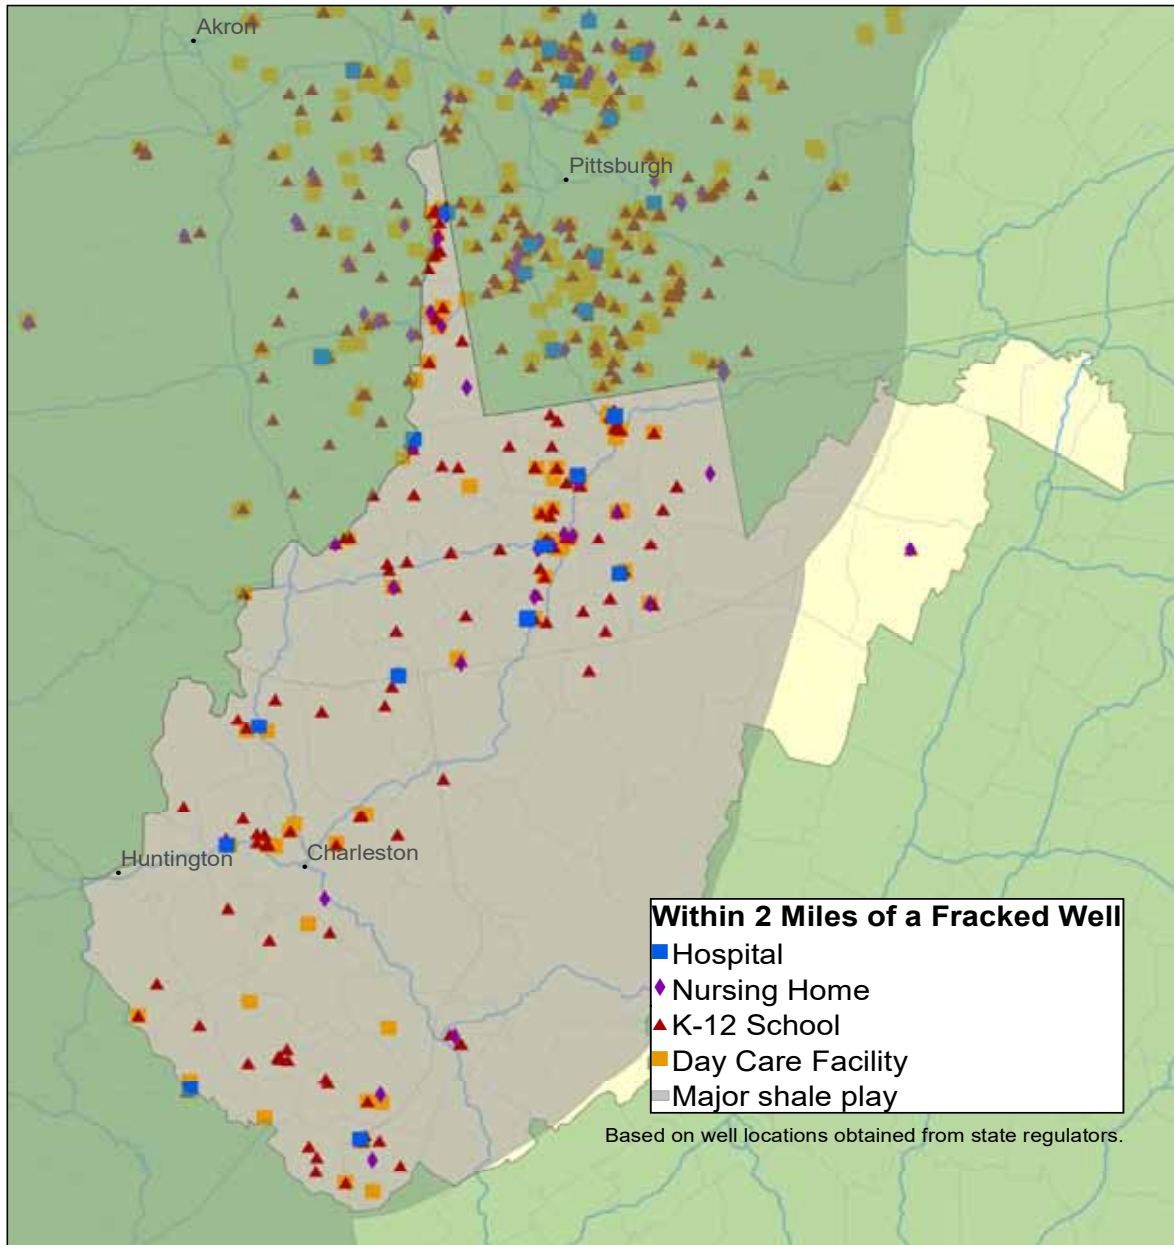 Akron
Pittsburgh
Huntington
Charleston
Within 2 Miles of a Fracked Well
Hospital
Nursing Home
K-12 School
Day Care Facility
Major shale play
Based on well locations obtained from state regulators.